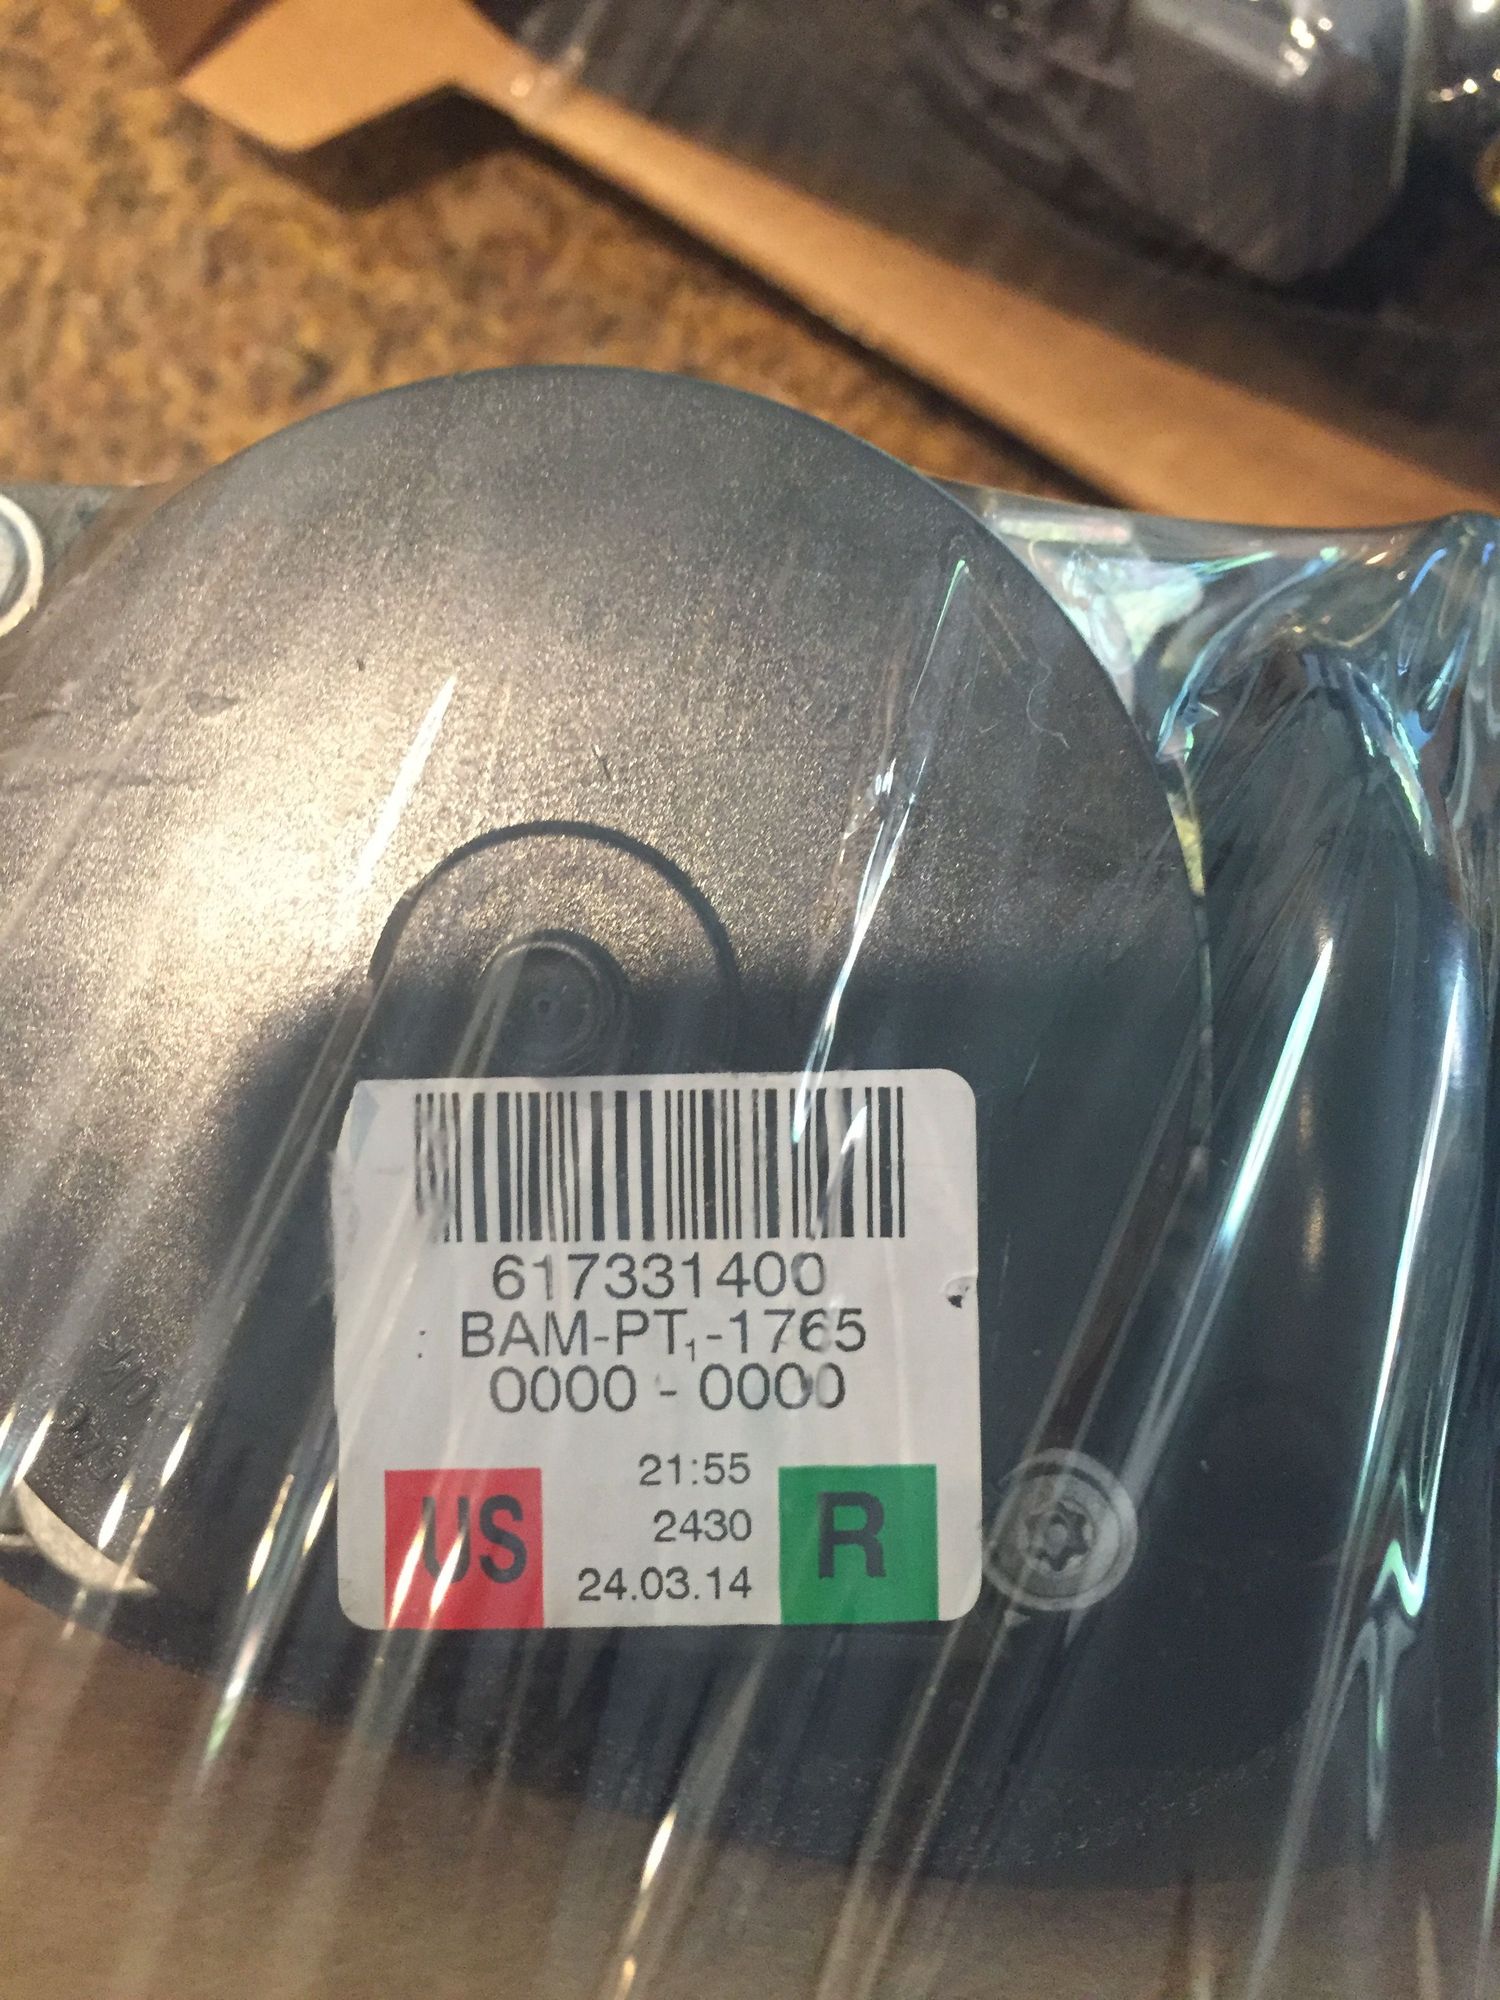 617331400
: BAM-PT1-1765
0000 - 0000
21:55
US 2430 R
24.03.14